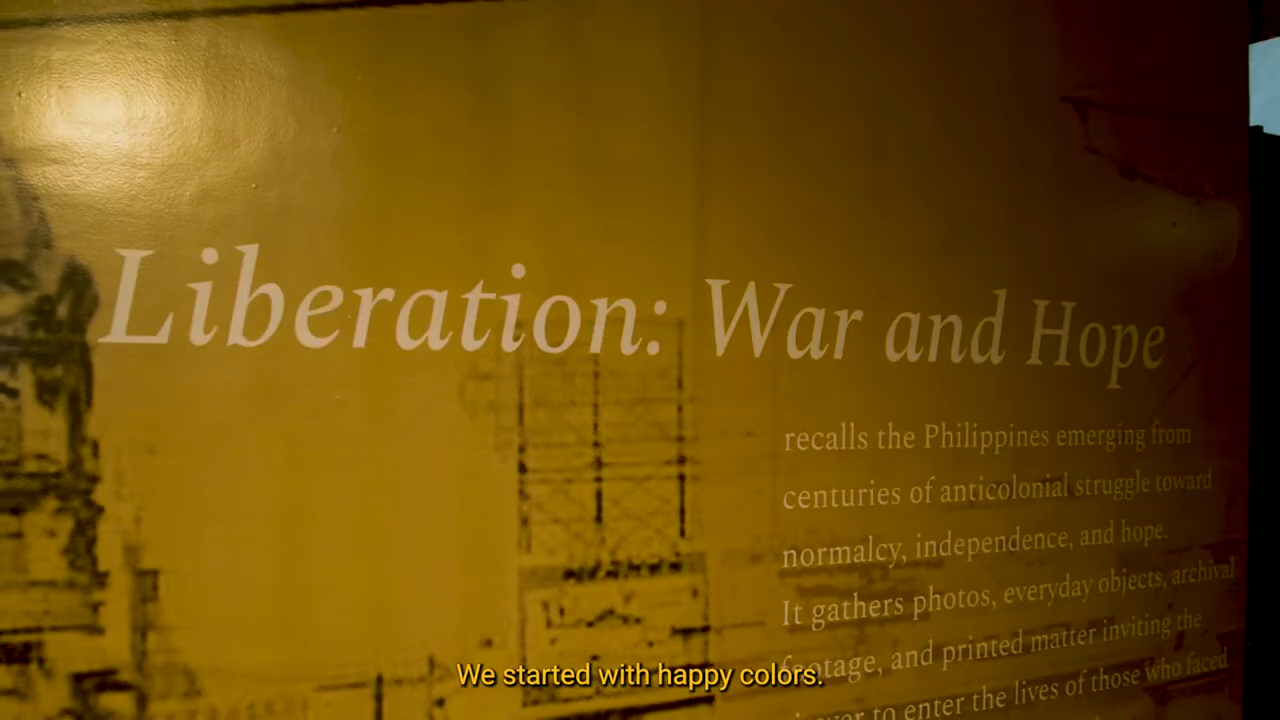 Liberation: War and Hope
recalls the Philippines emerging from
centuries of anticolonial struggle toward
normalcy, independence, and hope.
It gathers photos, everyday objects, archival
footage, and printed matter inviting the
to enter the lives of those who faced
We started with happy colors.